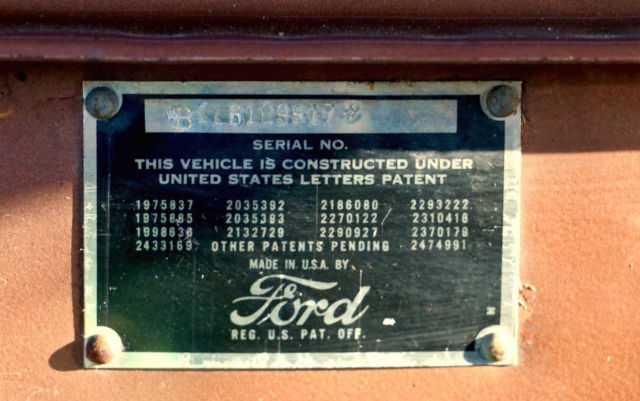 SERIAL NO.
THIS VEHICLE IS CONSTRUCTED UNDER
UNITED STATES LETTERS PATENT
1975837 2035392 2186080 2293222
1975885 2035393 2270122 2310416
1998638 2132729 2290927 2370179
2433169 OTHER PATENTS PENDING 2474991
MADE IN U.S.A. BY
Ford
REG. U.S. PAT. OFF.
N